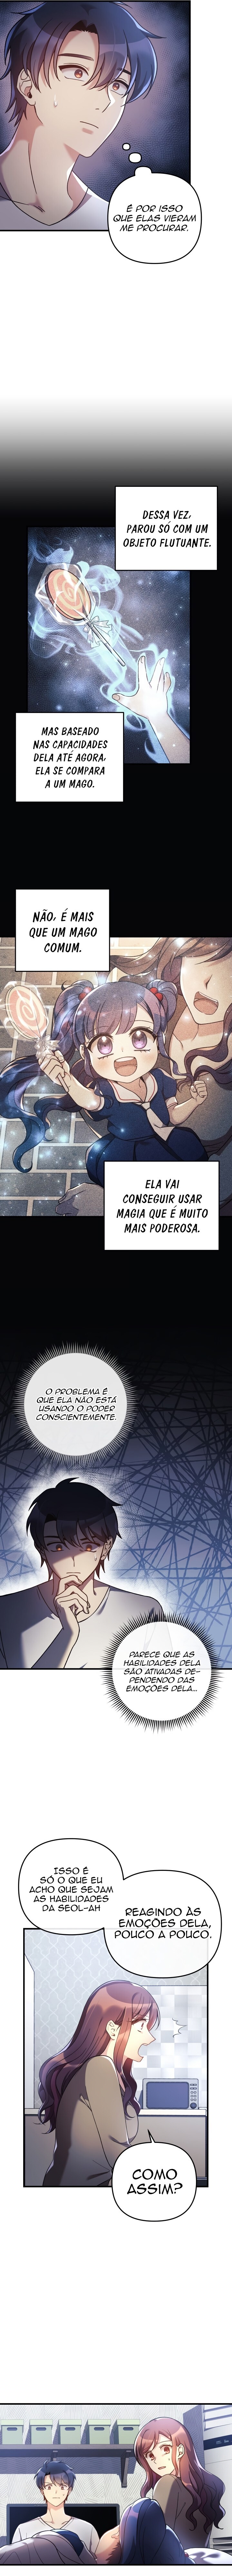 É POR ISSO
QUE ELAS VIERAM
ME PROCURAR.
DESSA VEZ,
PAROU SÓ COM UM
OBJETO FLUTUANTE.
MAS BASEADO
NAS CAPACIDADES
DELA ATÉ AGORA,
ELA SE COMPARA
A UM MAGO.
NÃO, É MAIS
QUE UM MAGO
COMUM.
ELA VAI
CONSEGUIR USAR
MAGIA QUE É MUITO
MAIS PODEROSA.
O PROBLEMA É
QUE ELA NÃO ESTÁ
USANDO O PODER
CONSCIENTEMENTE.
PARECE QUE AS
HABILIDADES DELA
SÃO ATIVADAS DE-
PENDENDO DAS
EMOÇÕES DELA...
ISSO É
SÓ O QUE EU
ACHO QUE SEJAM
AS HABILIDADES
DA SEOL-AH
REAGINDO ÀS
EMOÇÕES DELA,
POUCO A POUCO.
COMO
ASSIM?